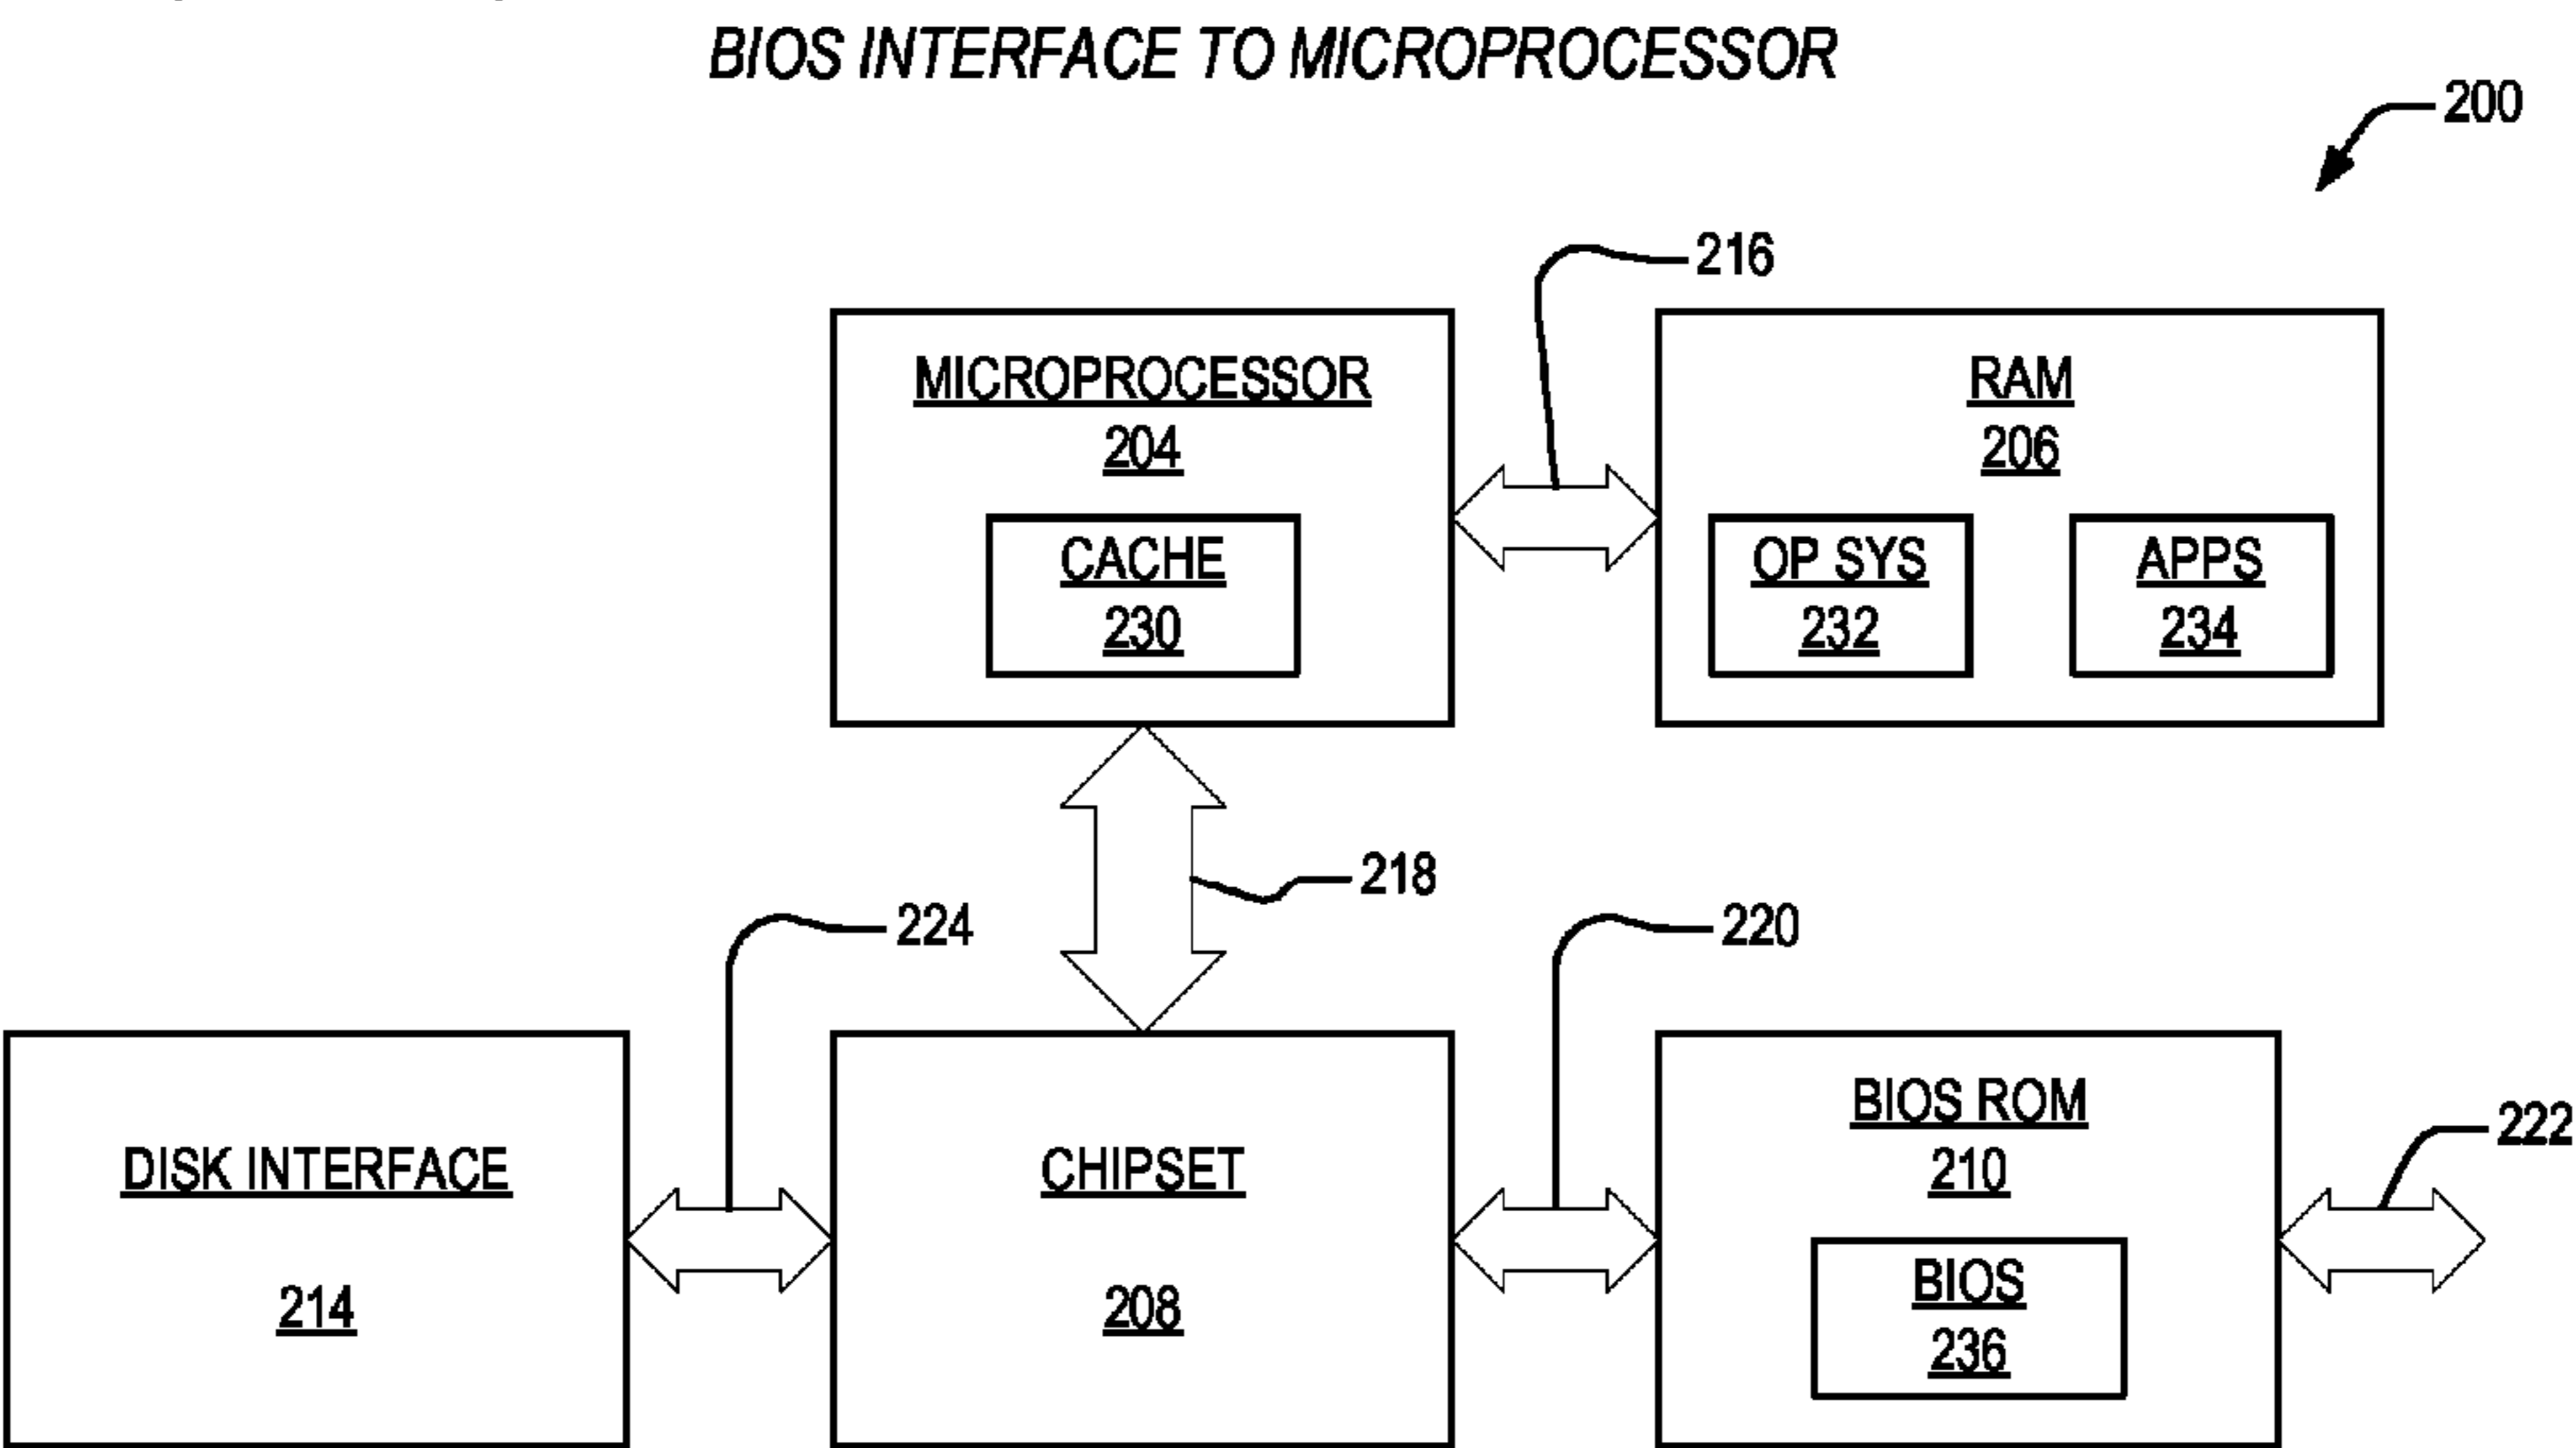 BIOS INTERFACE TO MICROPROCESSOR
200
216
MICROPROCESSOR
204
CACHE
230
RAM
206
OP SYS
232
APPS
234
218
224
220
222
DISK INTERFACE
214
CHIPSET
208
BIOS ROM
210
BIOS
236